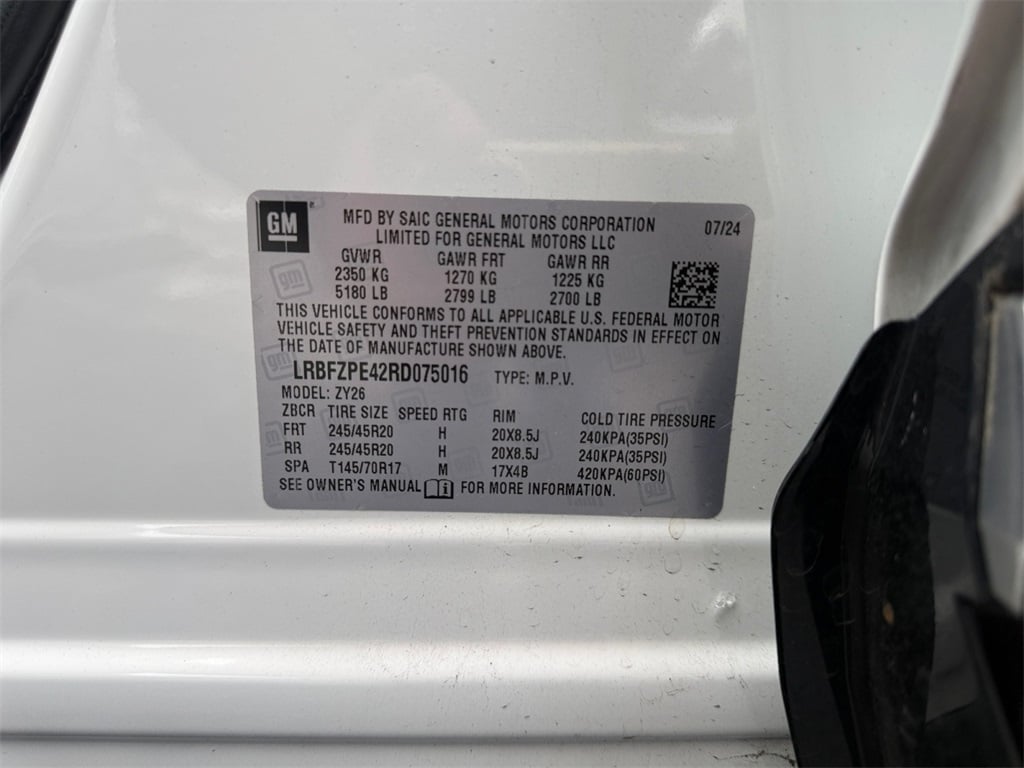 GM
MFD BY SAIC GENERAL MOTORS CORPORATION 07/24
LIMITED FOR GENERAL MOTORS LLC
GVWR GAWR FRT GAWR RR
2350 KG 1270 KG 1225 KG
5180 LB 2799 LB 2700 LB
THIS VEHICLE CONFORMS TO ALL APPLICABLE U.S. FEDERAL MOTOR
VEHICLE SAFETY AND THEFT PREVENTION STANDARDS IN EFFECT ON
THE DATE OF MANUFACTURE SHOWN ABOVE.
LRBFZPE42RD075016 TYPE: M.P.V.
MODEL: ZY26
ZBCR TIRE SIZE SPEED RTG RIM COLD TIRE PRESSURE
FRT 245/45R20 H 20X8.5J 240KPA(35PSI)
RR 245/45R20 H 20X8.5J 240KPA(35PSI)
SPA T145/70R17 M 17X4B 420KPA(60PSI)
SEE OWNER'S MANUAL i FOR MORE INFORMATION.